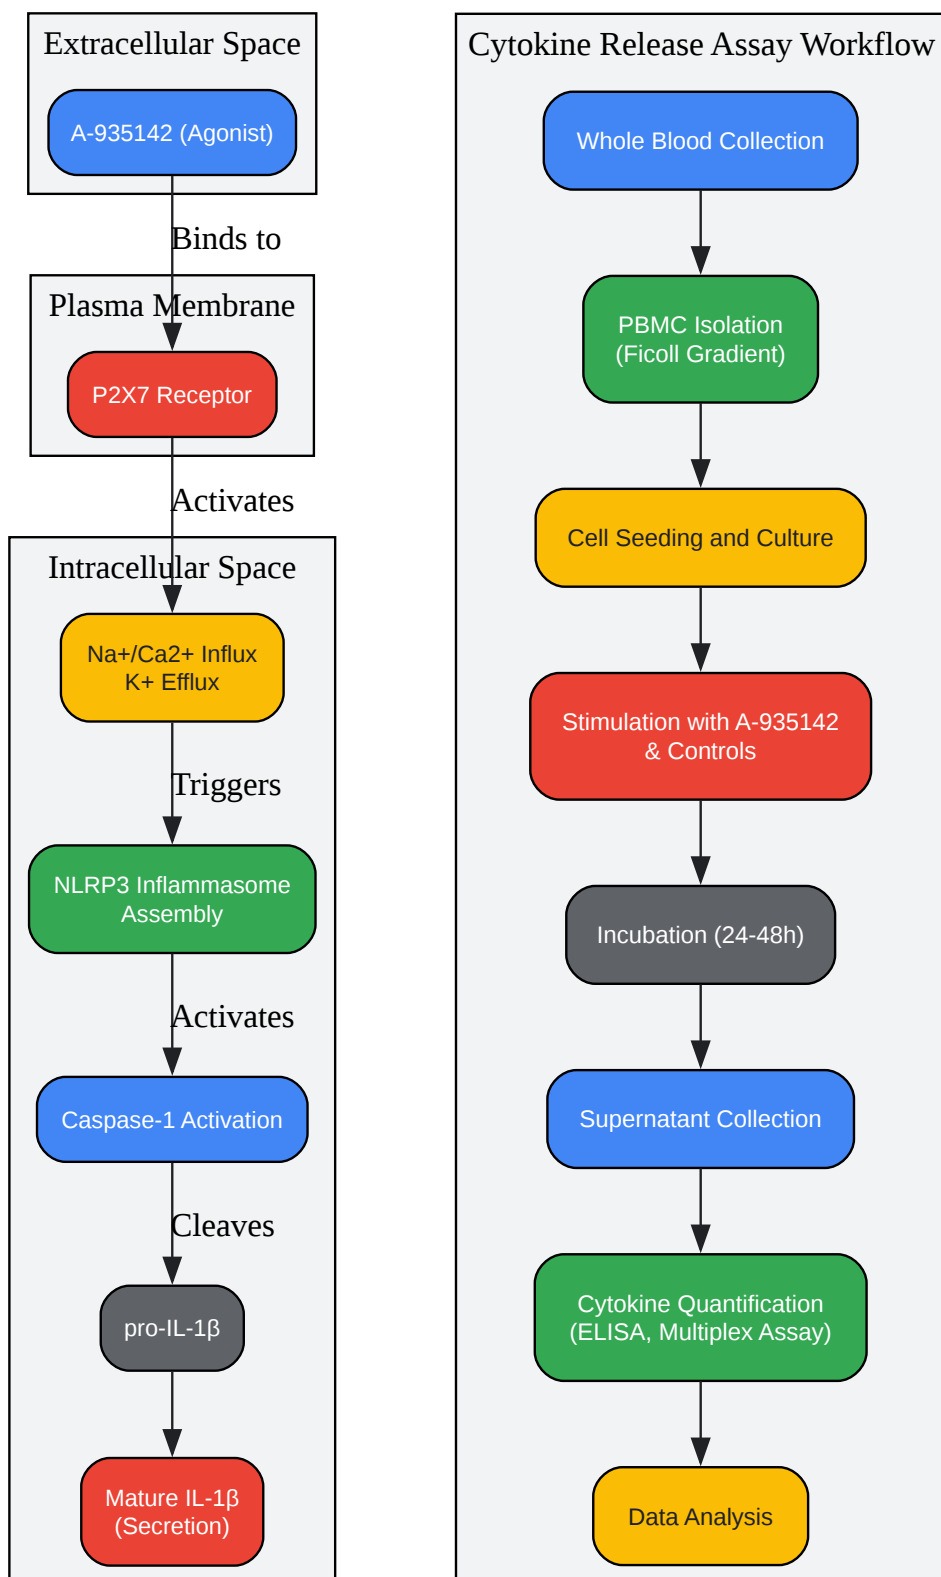 Extracellular Space
A-935142 (Agonist)
Binds to
Plasma Membrane
P2X7 Receptor
Activates
Intracellular Space
Na+/Ca2+ Influx
K+ Efflux
Triggers
NLRP3 Inflammasome
Assembly
Activates
Caspase-1 Activation
Cleaves
pro-IL-1β
Mature IL-1β
(Secretion)
Cytokine Release Assay Workflow
Whole Blood Collection
PBMC Isolation
(Ficoll Gradient)
Cell Seeding and Culture
Stimulation with A-935142
& Controls
Incubation (24-48h)
Supernatant Collection
Cytokine Quantification
(ELISA, Multiplex Assay)
Data Analysis